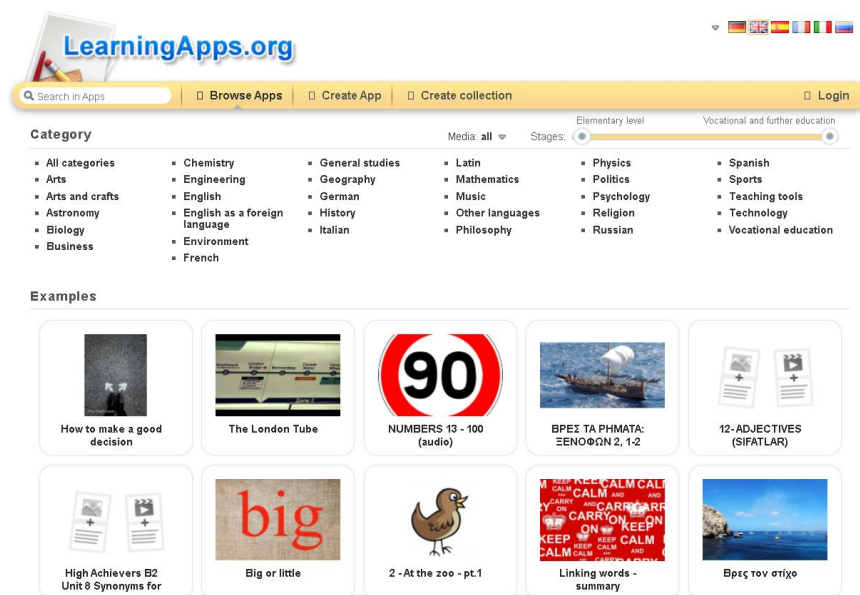 LearningApps.org
Search in Apps
Browse Apps
Create App
Create collection
Login
Category
Media: all
Stages:
Elementary level
Vocational and further education
All categories
Arts
Arts and crafts
Astronomy
Biology
Business
Chemistry
Engineering
English
English as a foreign
language
Environment
French
General studies
Geography
German
History
Italian
Latin
Mathematics
Music
Other languages
Philosophy
Physics
Politics
Psychology
Religion
Russian
Spanish
Sports
Teaching tools
Technology
Vocational education
Examples
How to make a good
decision
The London Tube
90
NUMBERS 13 - 100
(audio)
ΒΡΕΣ ΤΑ ΡΗΜΑΤΑ:
ΞΕΝΟΦΩΝ 2, 1-2
12- ADJECTIVES
(SIFATLAR)
High Achievers B2
Unit 8 Synonyms for
big
Big or little
2 - At the zoo - pt.1
KEEP
CALM
AND
CARRY
ON
Linking words -
summary
Βρες τον στίχο